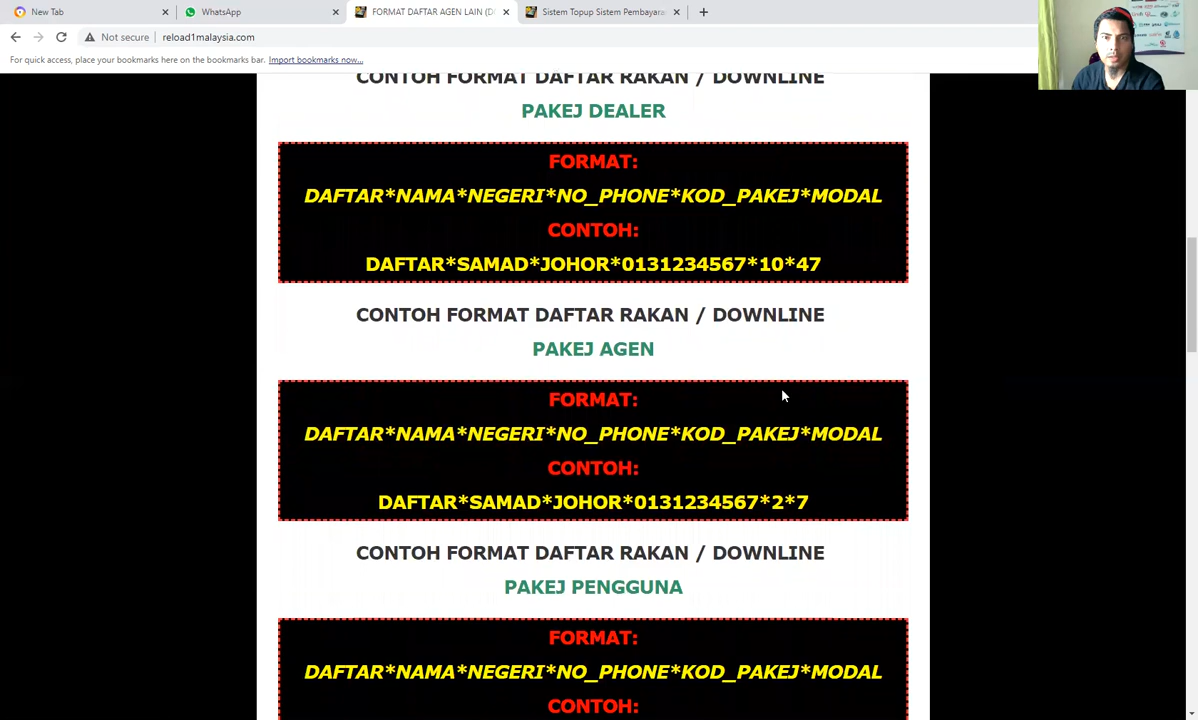 New Tab
WhatsApp
FORMAT DAFTAR AGEN LAIN (DO
Sistem Topup Sistem Pembayara
Not secure
reload1malaysia.com
For quick access, place your bookmarks here on the bookmarks bar. Import bookmarks now...
CONTOH FORMAT DAFTAR RAKAN / DOWNLINE
PAKEJ DEALER
FORMAT:
DAFTAR*NAMA*NEGERI*NO_PHONE*KOD_PAKEJ*MODAL
CONTOH:
DAFTAR*SAMAD*JOHOR*0131234567*10*47
CONTOH FORMAT DAFTAR RAKAN / DOWNLINE
PAKEJ AGEN
FORMAT:
DAFTAR*NAMA*NEGERI*NO_PHONE*KOD_PAKEJ*MODAL
CONTOH:
DAFTAR*SAMAD*JOHOR*0131234567*2*7
CONTOH FORMAT DAFTAR RAKAN / DOWNLINE
PAKEJ PENGGUNA
FORMAT:
DAFTAR*NAMA*NEGERI*NO_PHONE*KOD_PAKEJ*MODAL
CONTOH: